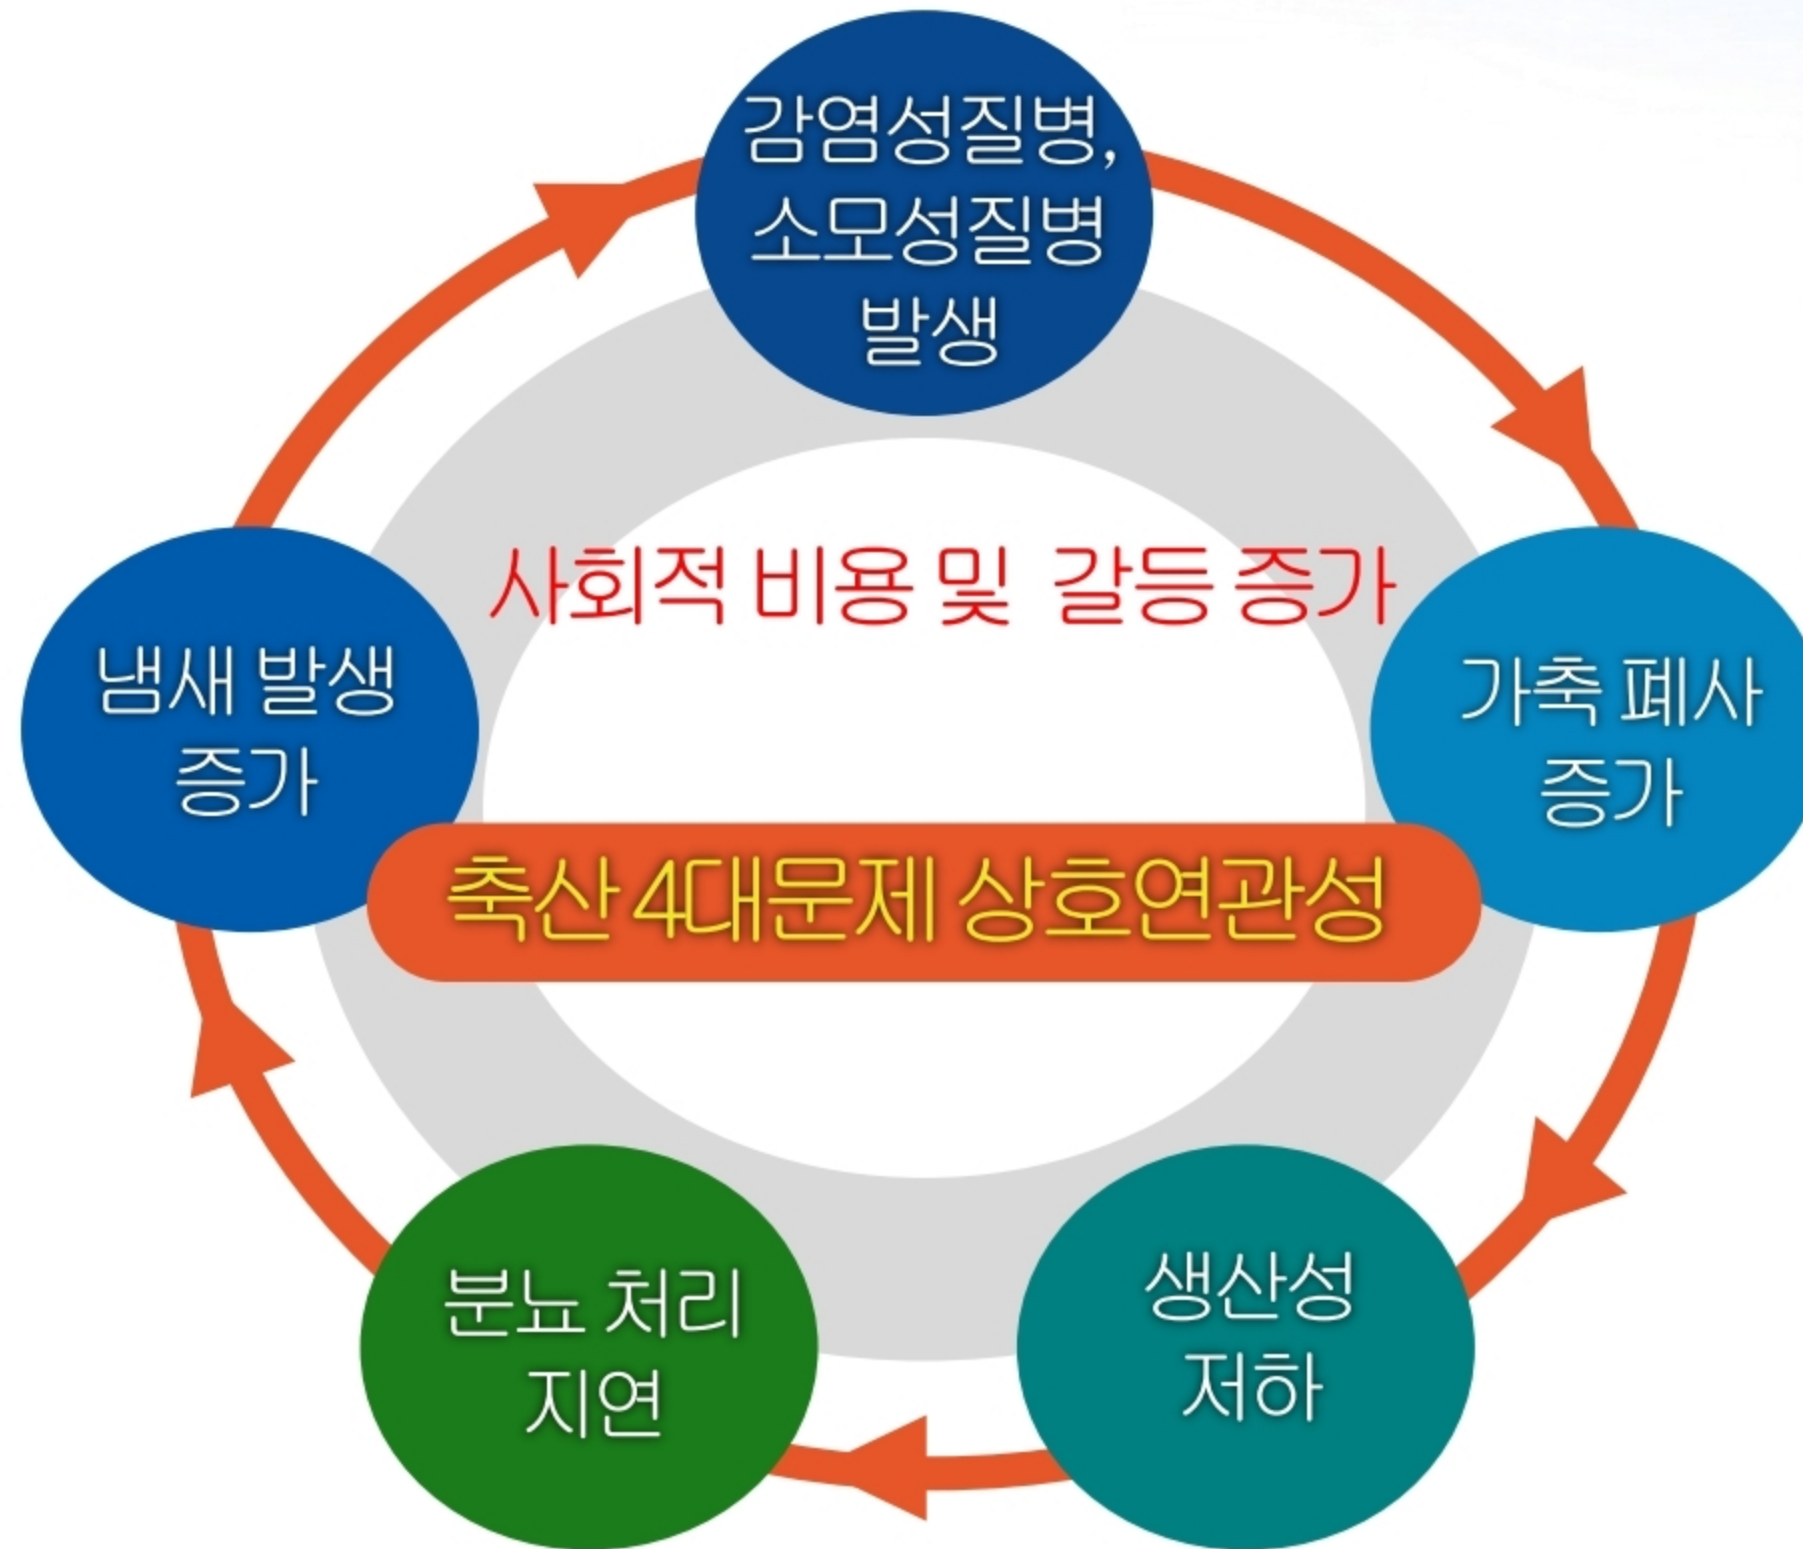 감염성질병,
소모성질병
발생
사회적 비용 및 갈등 증가
냄새 발생
증가
가축 폐사
증가
축산 4대문제 상호연관성
분뇨 처리
지연
생산성
저하